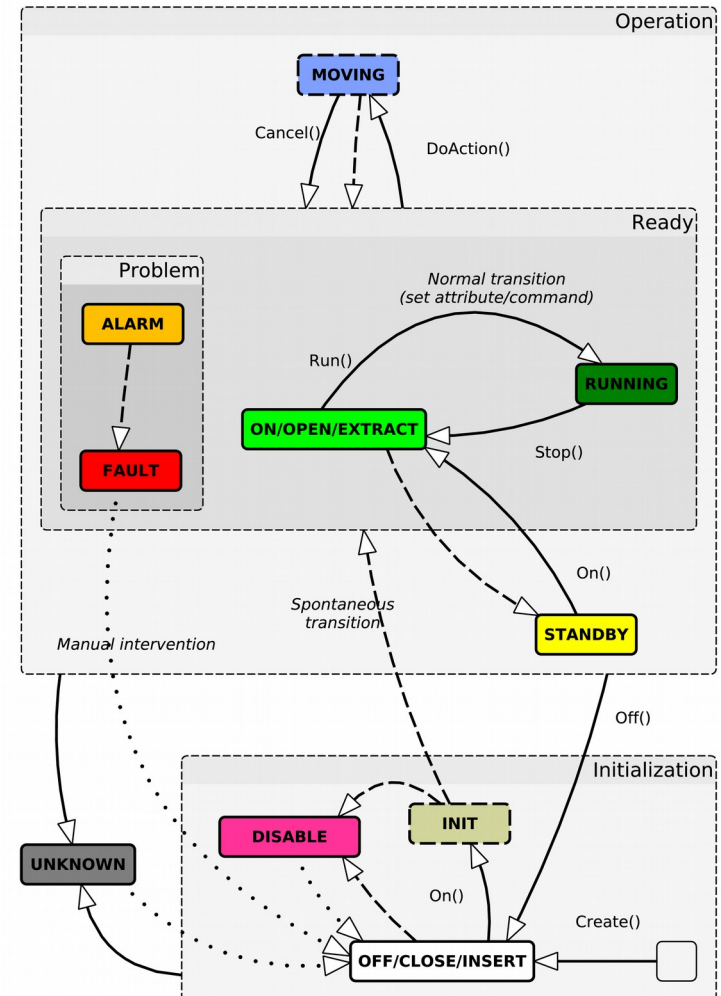 Operation
MOVING
Cancel()
DoAction()
Ready
Problem
Normal transition
(set attribute/command)
ALARM
Run()
RUNNING
ON/OPEN/EXTRACT
Stop()
FAULT
On()
Spontaneous
transition
STANDBY
Manual intervention
Off()
Initialization
INIT
DISABLE
UNKNOWN
On()
Create()
OFF/CLOSE/INSERT